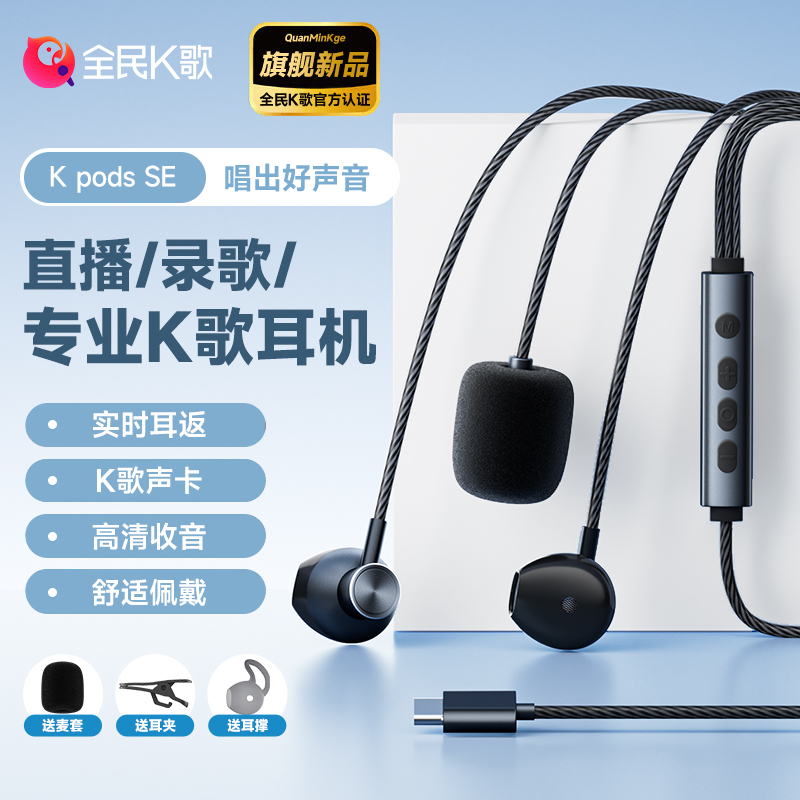 全民K歌
QuanMinKge
旗舰新品
全民K歌官方认证
K pods SE
唱出好声音
直播/录歌/
专业K歌耳机
实时耳返
K歌声卡
高清收音
舒适佩戴
送麦套
送耳夹
送耳撑
M